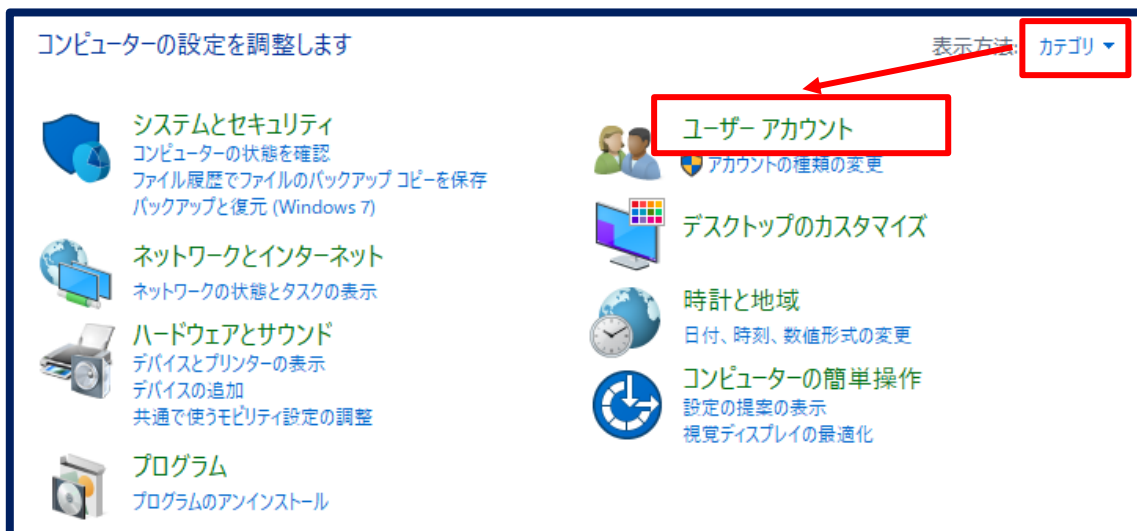 コンピューターの設定を調整します
表示方法: カテゴリ
システムとセキュリティ
コンピューターの状態を確認
ファイル履歴でファイルのバックアップ コピーを保存
バックアップと復元 (Windows 7)
ネットワークとインターネット
ネットワークの状態とタスクの表示
ハードウェアとサウンド
デバイスとプリンターの表示
デバイスの追加
共通で使うモビリティ設定の調整
プログラム
プログラムのアンインストール
ユーザー アカウント
アカウントの種類の変更
デスクトップのカスタマイズ
時計と地域
日付、時刻、数値形式の変更
コンピューターの簡単操作
設定の提案の表示
視覚ディスプレイの最適化